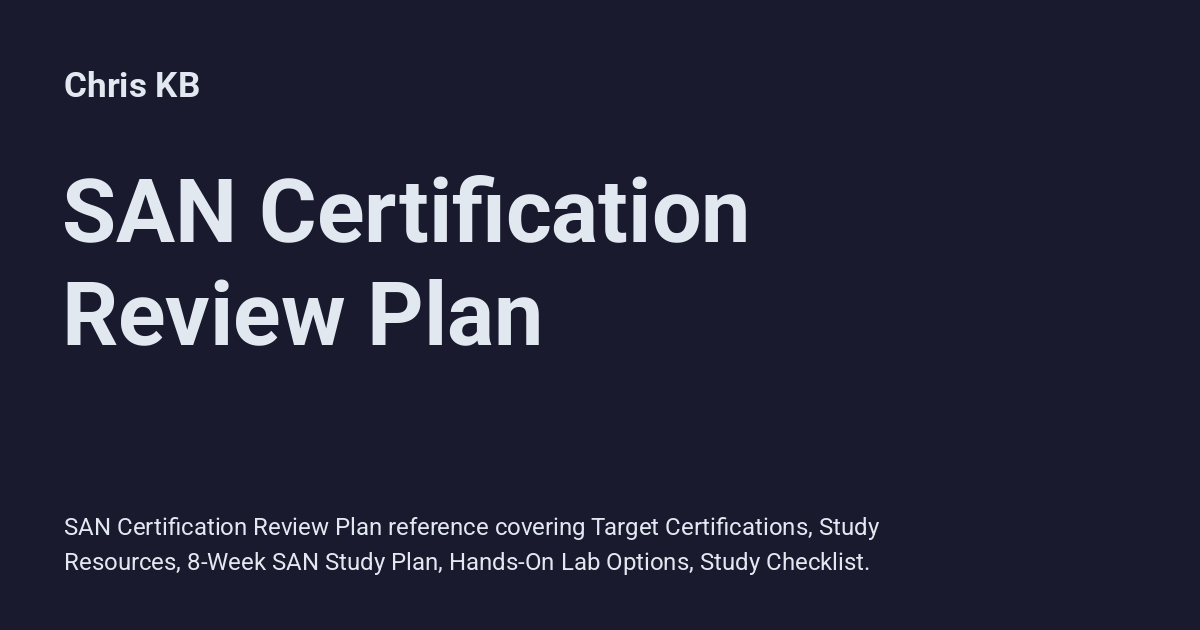 Chris KB
SAN Certification
Review Plan
SAN Certification Review Plan reference covering Target Certifications, Study
Resources, 8-Week SAN Study Plan, Hands-On Lab Options, Study Checklist.